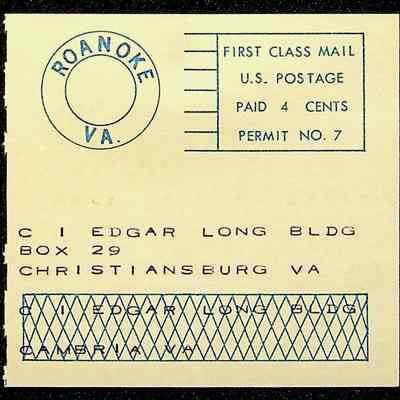 ROANOKE
VA.
FIRST CLASS MAIL
U.S. POSTAGE
PAID 4 CENTS
PERMIT NO. 7
C I EDGAR LONG BLDG
BOX 29
CHRISTIANSBURG VA
C I EDGAR LONG BLDG
CAMBRIA VA